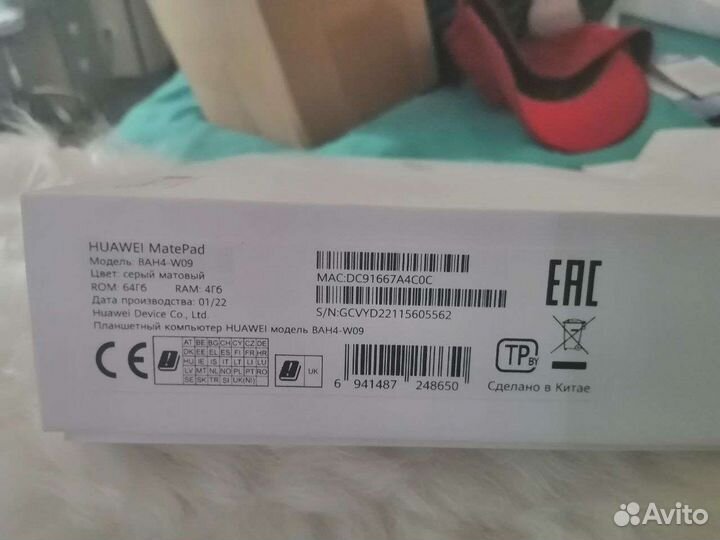 HUAWEI MatePad
Модель: BAH4-W09
Цвет: серый матовый
ROM: 64Гб RAM: 4Гб
Дата производства: 01/22
Huawei Device Co., Ltd.
Планшетный компьютер HUAWEI модель BAH4-W09
MAC:DC91667A4C0C
S/N:GCVYD22115605562
EAC
CE
AT BE BG CH CY CZ DE
DK EE EL ES FI FR HR
HU IE IS IT LT LI LU
LV MT NL NO PL PT RO
SE SK TR SI UK(NI)
UK
6 941487 248650
TP BY
Сделано в Китае
Avito